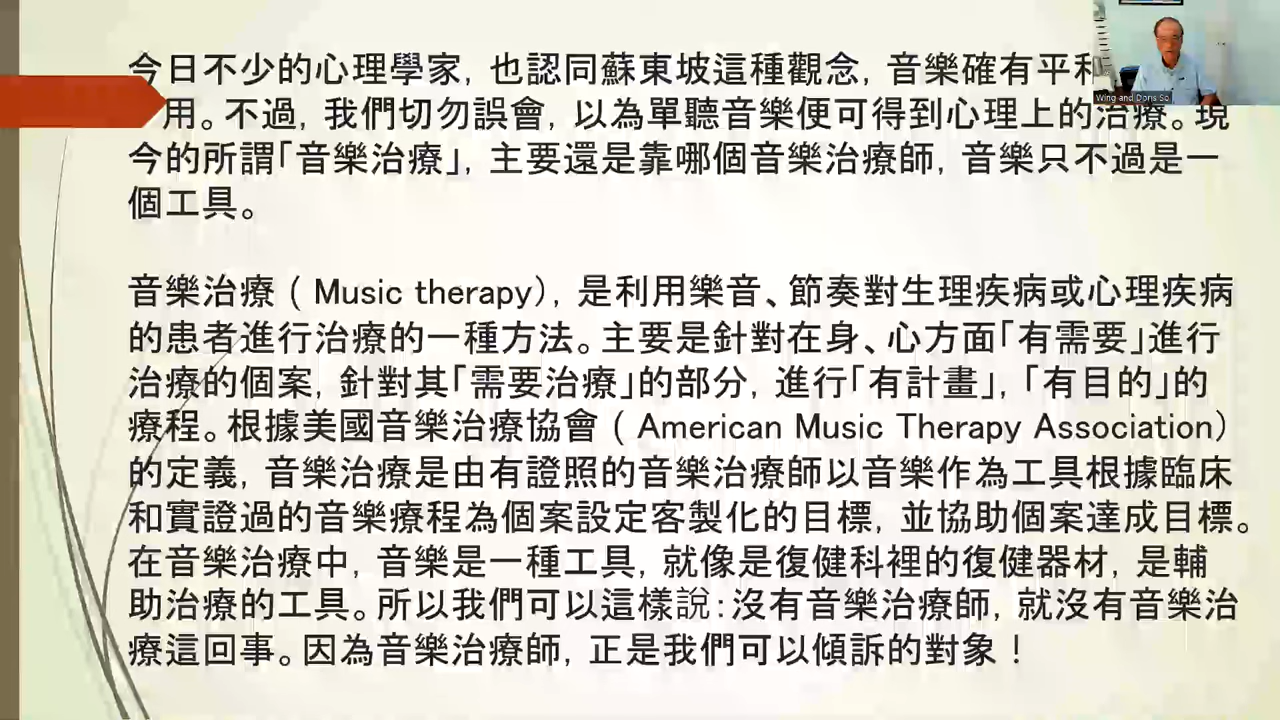 今日不少的心理學家，也認同蘇東坡這種觀念，音樂確有平和
用。不過，我們切勿誤會，以為單聽音樂便可得到心理上的治療。現
今的所謂「音樂治療」，主要還是靠哪個音樂治療師，音樂只不過是一
個工具。
音樂治療（Music therapy），是利用樂音、節奏對生理疾病或心理疾病
的患者進行治療的一種方法。主要是針對在身、心方面「有需要」進行
治療的個案，針對其「需要治療」的部分，進行「有計畫」，「有目的」的
療程。根據美國音樂治療協會（American Music Therapy Association）
的定義，音樂治療是由有證照的音樂治療師以音樂作為工具根據臨床
和實證過的音樂療程為個案設定客製化的目標，並協助個案達成目標。
在音樂治療中，音樂是一種工具，就像是復健科裡的復健器材，是輔
助治療的工具。所以我們可以這樣說：沒有音樂治療師，就沒有音樂治
療這回事。因為音樂治療師，正是我們可以傾訴的對象！
Wing and Doris So